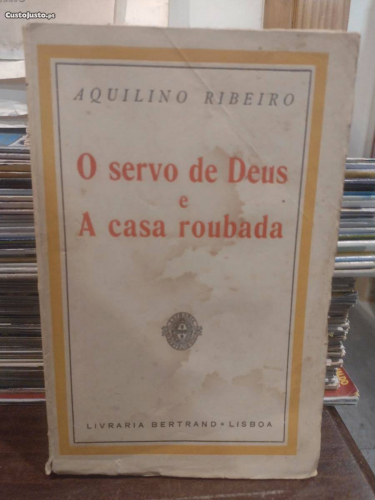 CustoJusto.pt
AQUILINO RIBEIRO
O servo de Deus
e
A casa roubada
LIVRARIA BERTRAND • LISBOA